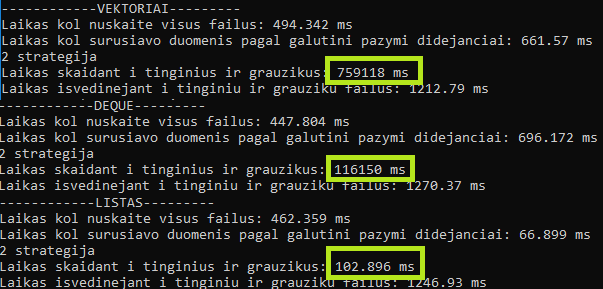 ------------VEKTORIAI---------
Laikas kol nuskaite visus failus: 494.342 ms
Laikas kol surusiavo duomenis pagal galutini pazymi didejanciai: 661.57 ms
2 strategija
Laikas skaidant i tinginius ir grauzikus: 759118 ms
Laikas isvedinejant i tinginiu ir grauziku failus: 1212.79 ms
------------DEQUE---------
Laikas kol nuskaite visus failus: 447.804 ms
Laikas kol surusiavo duomenis pagal galutini pazymi didejanciai: 696.172 ms
2 strategija
Laikas skaidant i tinginius ir grauzikus: 116150 ms
Laikas isvedinejant i tinginiu ir grauziku failus: 1270.37 ms
------------LISTAS---------
Laikas kol nuskaite visus failus: 462.359 ms
Laikas kol surusiavo duomenis pagal galutini pazymi didejanciai: 66.899 ms
2 strategija
Laikas skaidant i tinginius ir grauzikus: 102.896 ms
Laikas isvedinejant i tinginiu ir grauziku failus: 1246.93 ms